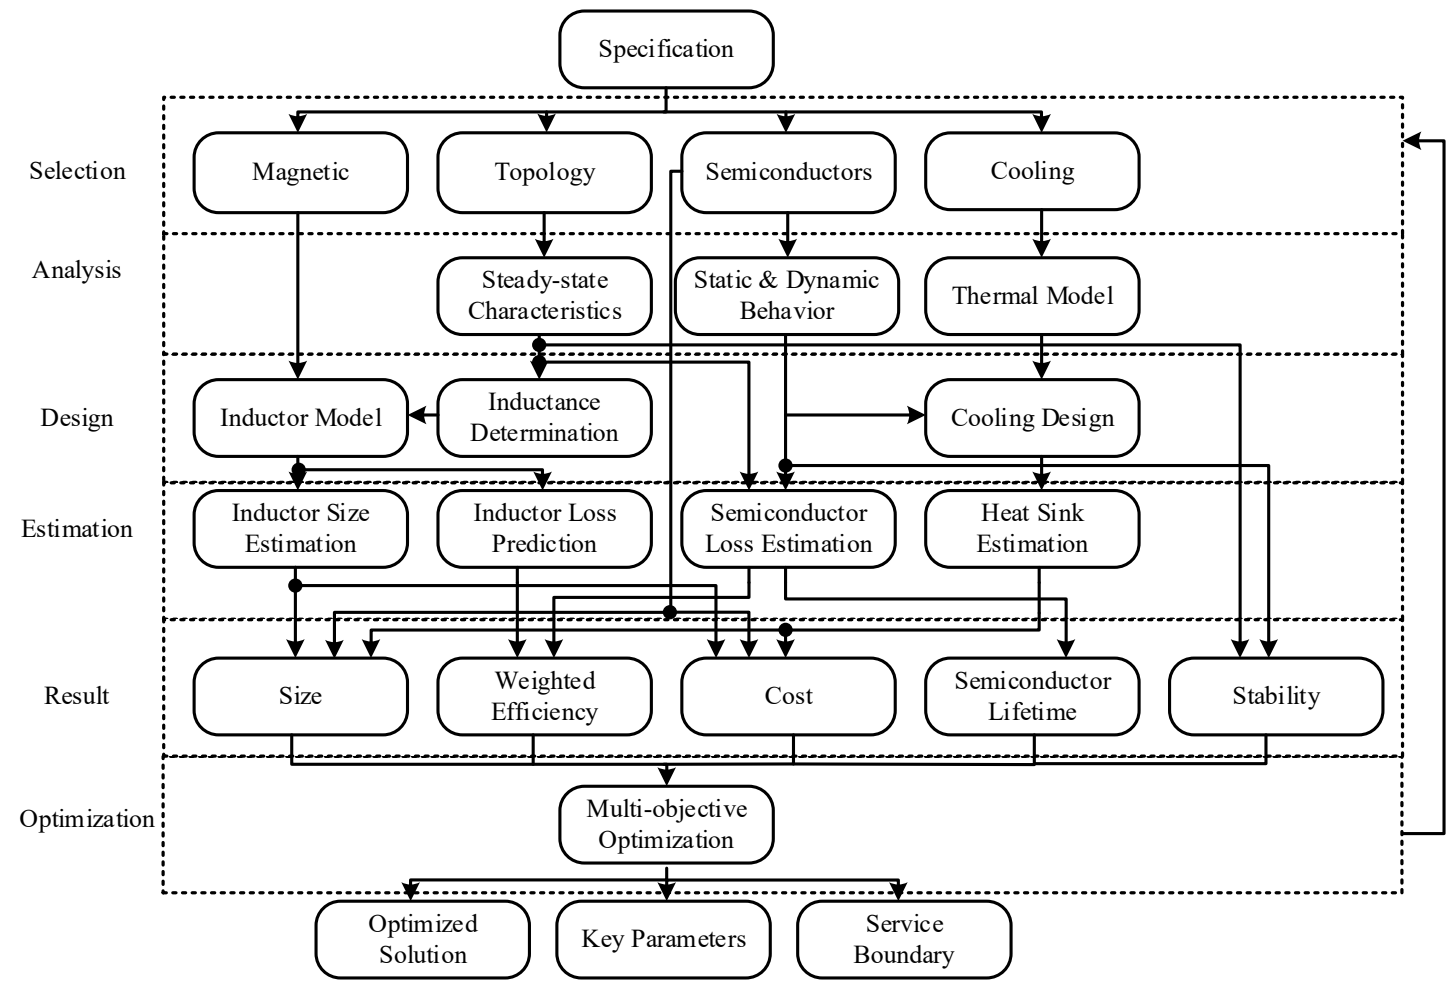 Specification
Selection
Magnetic
Topology
Semiconductors
Cooling
Analysis
Steady-state
Characteristics
Static & Dynamic
Behavior
Thermal Model
Design
Inductor Model
Inductance
Determination
Cooling Design
Estimation
Inductor Size
Estimation
Inductor Loss
Prediction
Semiconductor
Loss Estimation
Heat Sink
Estimation
Result
Size
Weighted
Efficiency
Cost
Semiconductor
Lifetime
Stability
Optimization
Multi-objective
Optimization
Optimized
Solution
Key Parameters
Service
Boundary